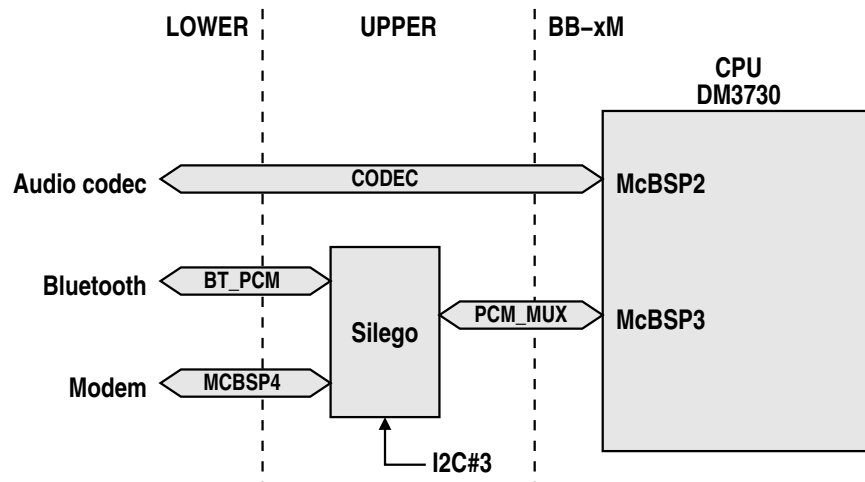 LOWER
UPPER
BB–xM
CPU
DM3730
Audio codec
CODEC
McBSP2
Bluetooth
BT_PCM
Silego
PCM_MUX
McBSP3
Modem
MCBSP4
I2C#3